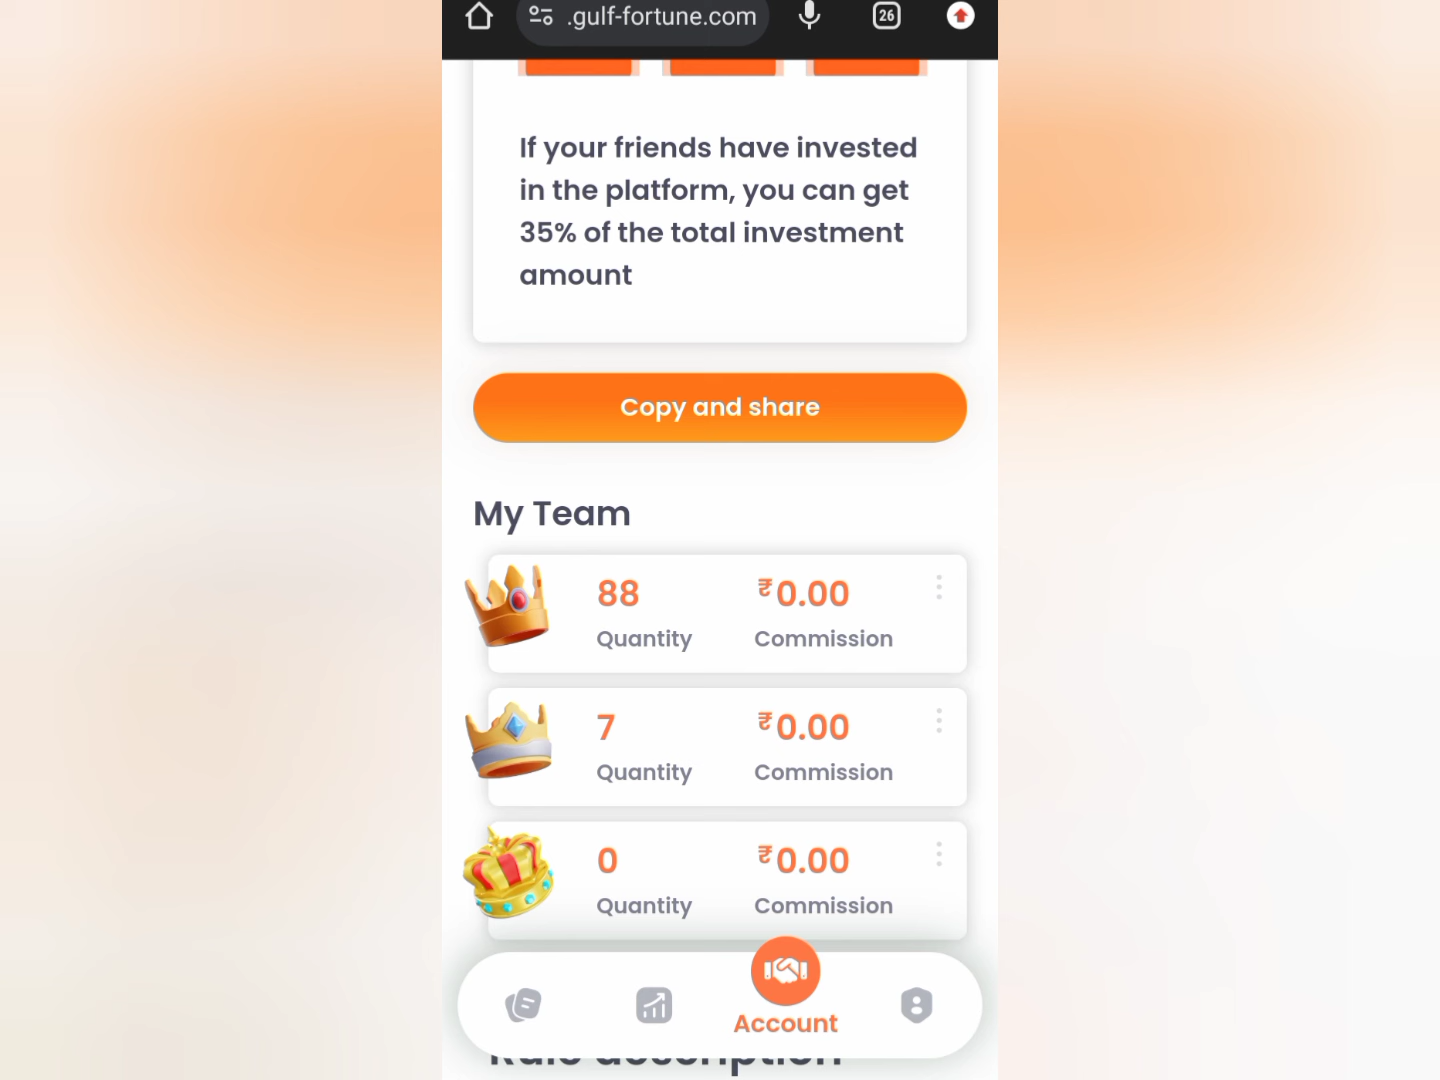 .gulf-fortune.com
26
If your friends have invested
in the platform, you can get
35% of the total investment
amount
Copy and share
My Team
88 ₹0.00
Quantity Commission
7 ₹0.00
Quantity Commission
0 ₹0.00
Quantity Commission
Account
Rule description